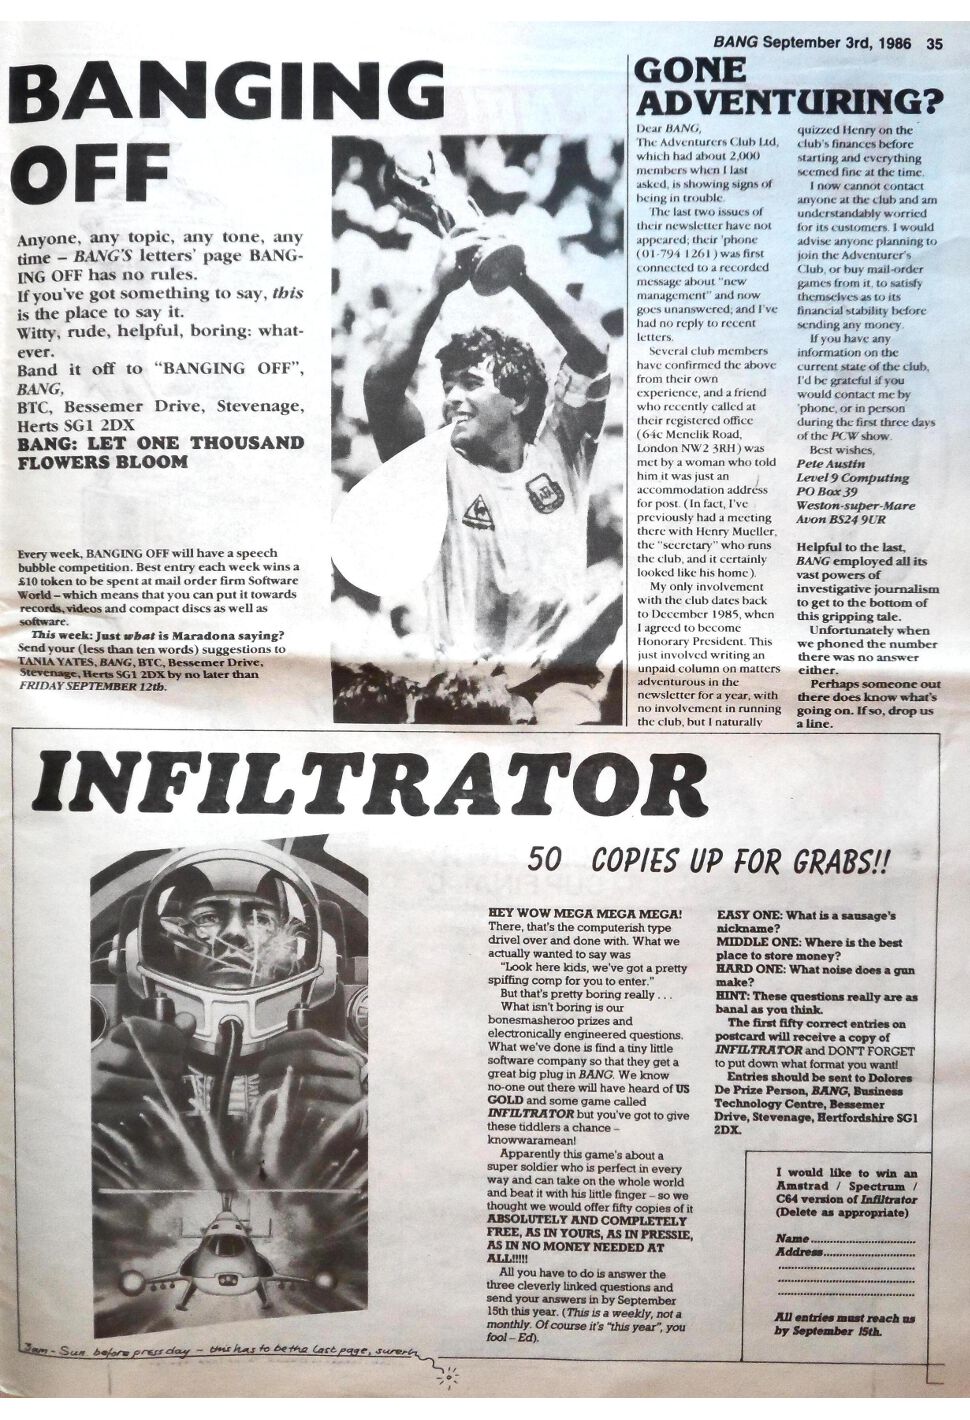 BANG September 3rd, 1986 35
BANGING
OFF
Anyone, any topic, any tone, any
time – BANG'S letters' page BANG-
ING OFF has no rules.
If you've got something to say, this
is the place to say it.
Witty, rude, helpful, boring: what-
ever.
Band it off to “BANGING OFF”,
BANG,
BTC, Bessemer Drive, Stevenage,
Herts SG1 2DX
BANG: LET ONE THOUSAND
FLOWERS BLOOM
Every week, BANGING OFF will have a speech
bubble competition. Best entry each week wins a
£10 token to be spent at mail order firm Software
World – which means that you can put it towards
records, videos and compact discs as well as
software.
This week: Just what is Maradona saying?
Send your (less than ten words) suggestions to
TANIA YATES, BANG, BTC, Bessemer Drive,
Stevenage, Herts SG1 2DX by no later than
FRIDAY SEPTEMBER 12th.
AFA
GONE
ADVENTURING?
Dear BANG,
The Adventurers Club Ltd,
which had about 2,000
members when I last
asked, is showing signs of
being in trouble.
The last two issues of
their newsletter have not
appeared; their 'phone
(01-794 1261) was first
connected to a recorded
message about “new
management” and now
goes unanswered; and I've
had no reply to recent
letters.
Several club members
have confirmed the above
from their own
experience, and a friend
who recently called at
their registered office
(64c Menelik Road,
London NW2 3RH) was
met by a woman who told
him it was just an
accommodation address
for post. (In fact, I've
previously had a meeting
there with Henry Mueller,
the “secretary” who runs
the club, and it certainly
looked like his home).
My only involvement
with the club dates back
to December 1985, when
I agreed to become
Honorary President. This
just involved writing an
unpaid column on matters
adventurous in the
newsletter for a year, with
no involvement in running
the club, but I naturally
quizzed Henry on the
club's finances before
starting and everything
seemed fine at the time.
I now cannot contact
anyone at the club and am
understandably worried
for its customers. I would
advise anyone planning to
join the Adventurer's
Club, or buy mail-order
games from it, to satisfy
themselves as to its
financial stability before
sending any money.
If you have any
information on the
current state of the club,
I'd be grateful if you
would contact me by
'phone, or in person
during the first three days
of the PCW show.
Best wishes,
Pete Austin
Level 9 Computing
PO Box 39
Weston-super-Mare
Avon BS24 9UR
Helpful to the last,
BANG employed all its
vast powers of
investigative journalism
to get to the bottom of
this gripping tale.
Unfortunately when
we phoned the number
there was no answer
either.
Perhaps someone out
there does know what's
going on. If so, drop us
a line.
INFILTRATOR
50 COPIES UP FOR GRABS!!
HEY WOW MEGA MEGA MEGA!
There, that's the computerish type
drivel over and done with. What we
actually wanted to say was
“Look here kids, we've got a pretty
spiffing comp for you to enter.”
But that's pretty boring really . . .
What isn't boring is our
bonesmasheroo prizes and
electronically engineered questions.
What we've done is find a tiny little
software company so that they get a
great big plug in BANG. We know
no-one out there will have heard of US
GOLD and some game called
INFILTRATOR but you've got to give
these tiddlers a chance –
knowwaramean!
Apparently this game's about a
super soldier who is perfect in every
way and can take on the whole world
and beat it with his little finger – so we
thought we would offer fifty copies of it
ABSOLUTELY AND COMPLETELY
FREE, AS IN YOURS, AS IN PRESSIE,
AS IN NO MONEY NEEDED AT
ALL!!!!!
All you have to do is answer the
three cleverly linked questions and
send your answers in by September
15th this year. (This is a weekly, not a
monthly. Of course it's "this year", you
fool – Ed).
EASY ONE: What is a sausage's
nickname?
MIDDLE ONE: Where is the best
place to store money?
HARD ONE: What noise does a gun
make?
HINT: These questions really are as
banal as you think.
The first fifty correct entries on
postcard will receive a copy of
INFILTRATOR and DON'T FORGET
to put down what format you want!
Entries should be sent to Dolores
De Prize Person, BANG, Business
Technology Centre, Bessemer
Drive, Stevenage, Hertfordshire SG1
2DX.
I would like to win an
Amstrad / Spectrum /
C64 version of Infiltrator
(Delete as appropriate)
Name
Address
All entries must reach us
by September 15th.
3am - Sun before press day – this has to be the last page, surely